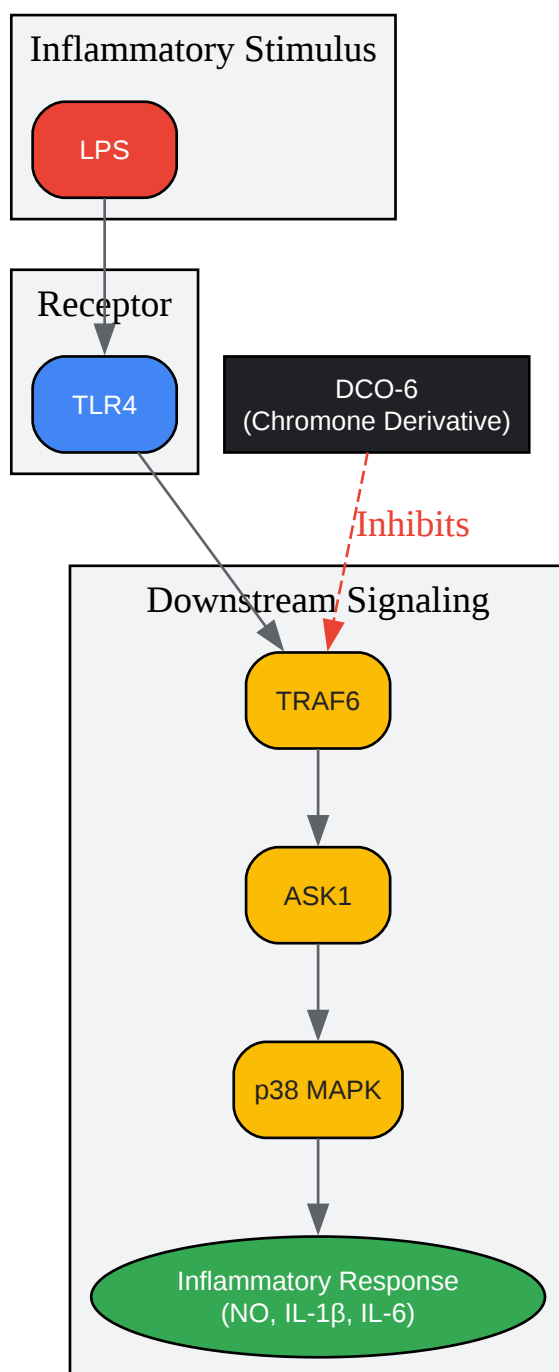 Inflammatory Stimulus
LPS
Receptor
TLR4
DCO-6
(Chromone Derivative)
Inhibits
Downstream Signaling
TRAF6
ASK1
p38 MAPK
Inflammatory Response
(NO, IL-1β, IL-6)